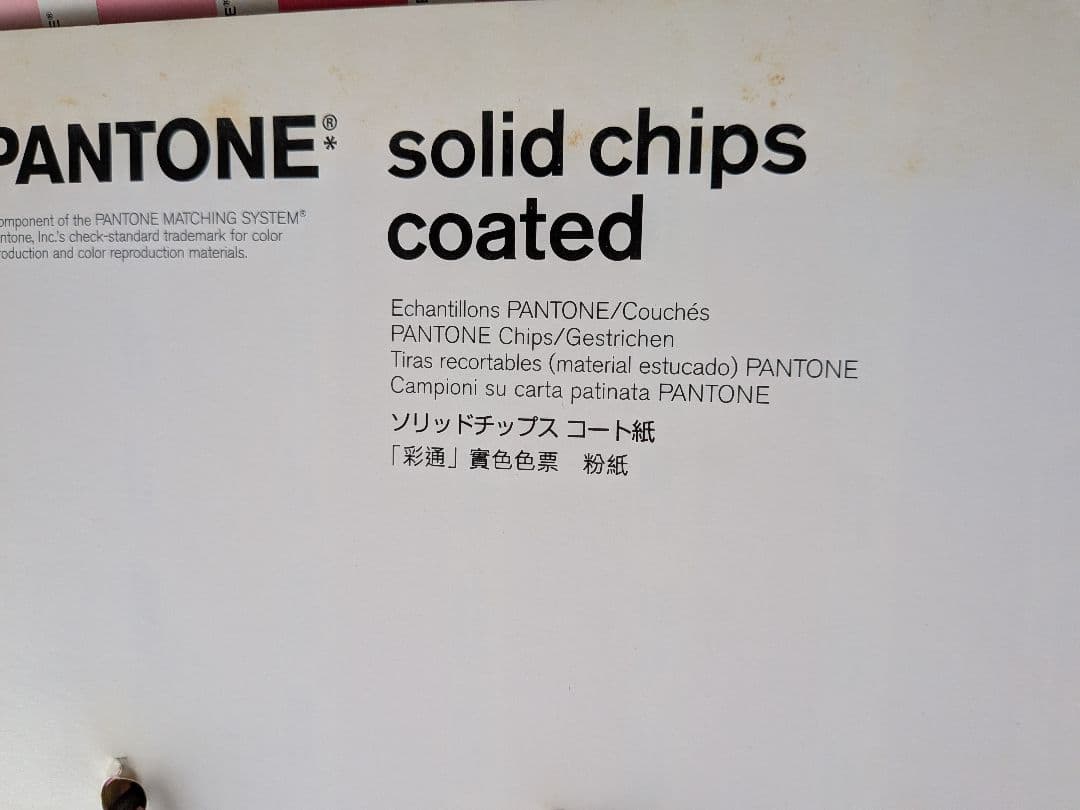 PANTONE®*
solid chips
coated
omponent of the PANTONE MATCHING SYSTEM®
ntone, Inc.'s check-standard trademark for color
roduction and color reproduction materials.
Echantillons PANTONE/Couchés
PANTONE Chips/Gestrichen
Tiras recortables (material estucado) PANTONE
Campioni su carta patinata PANTONE
ソリッドチップス コート紙
「彩通」實色色票　粉紙